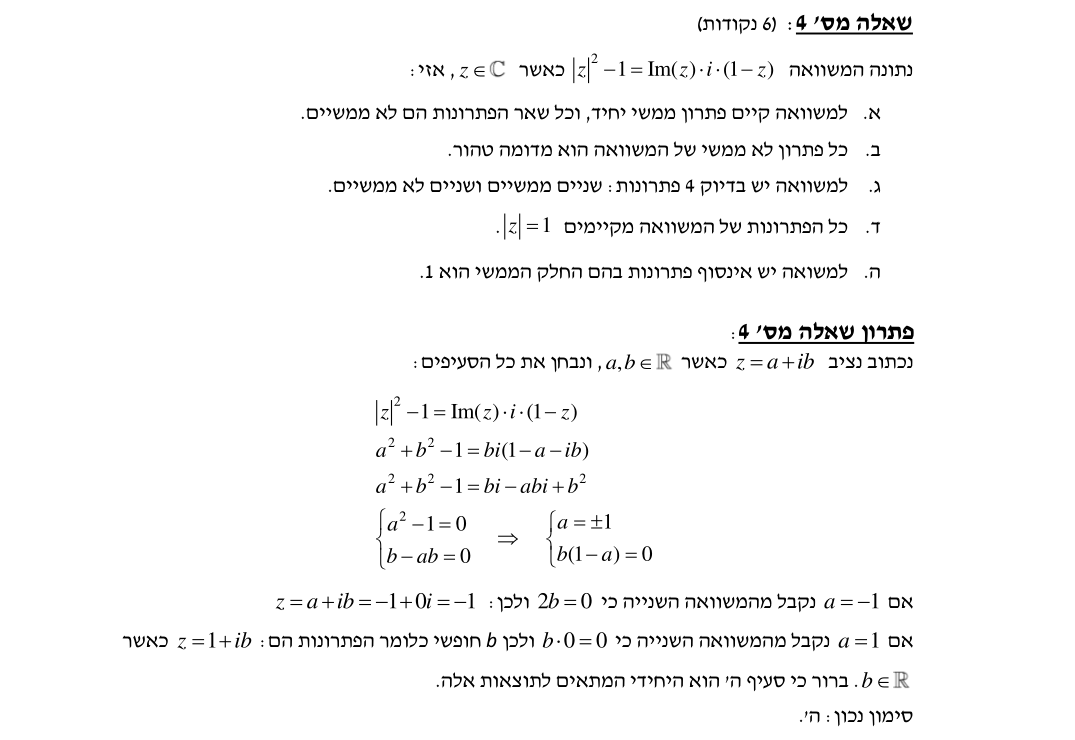 שאלה מס' 4: (6 נקודות)
נתונה המשוואה |z|² −1 = Im(z)·i·(1−z) כאשר z∈ℂ, אזי:
א. למשוואה קיים פתרון ממשי יחיד, וכל שאר הפתרונות הם לא ממשיים.
ב. כל פתרון לא ממשי של המשוואה הוא מדומה טהור.
ג. למשוואה יש בדיוק 4 פתרונות: שניים ממשיים ושניים לא ממשיים.
ד. כל הפתרונות של המשוואה מקיימים |z|=1.
ה. למשואה יש אינסוף פתרונות בהם החלק הממשי הוא 1.
פתרון שאלה מס' 4:
נכתוב נציב z=a+ib כאשר a,b∈ℝ, ונבחן את כל הסעיפים:
|z|² −1 = Im(z)·i·(1−z)
a² +b² −1 = bi(1−a−ib)
a² +b² −1 = bi−abi+b²
{a² −1=0 ⇒ {a=±1
{b−ab=0 {b(1−a)=0
אם a=−1 נקבל מהמשוואה השנייה כי 2b=0 ולכן: z=a+ib=−1+0i=−1
אם a=1 נקבל מהמשוואה השנייה כי b·0=0 ולכן b חופשי כלומר הפתרונות הם: z=1+ib כאשר
b∈ℝ. ברור כי סעיף ה' הוא היחידי המתאים לתוצאות אלה.
סימון נכון: ה'.